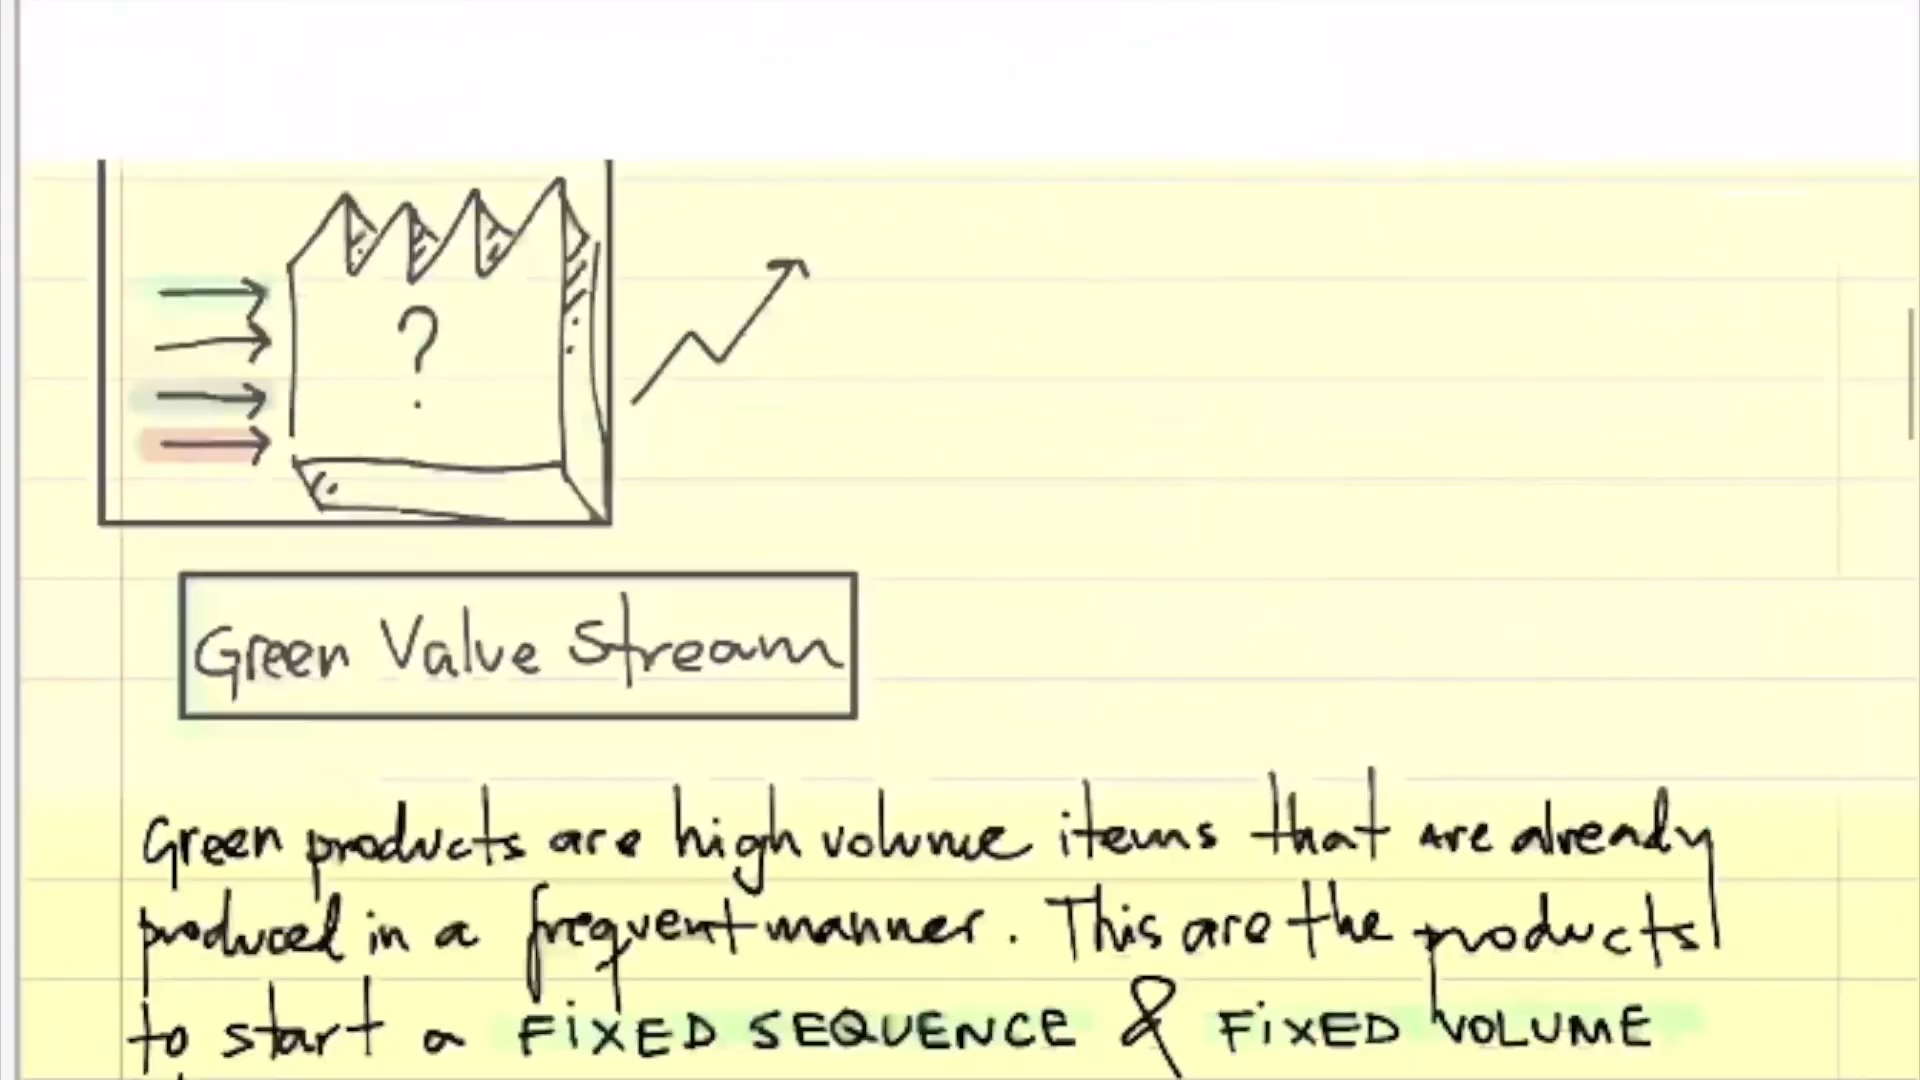 ?
Green Value Stream
Green products are high volume items that are already
produced in a frequent manner. This are the products
to start a FIXED SEQUENCE & FIXED VOLUME